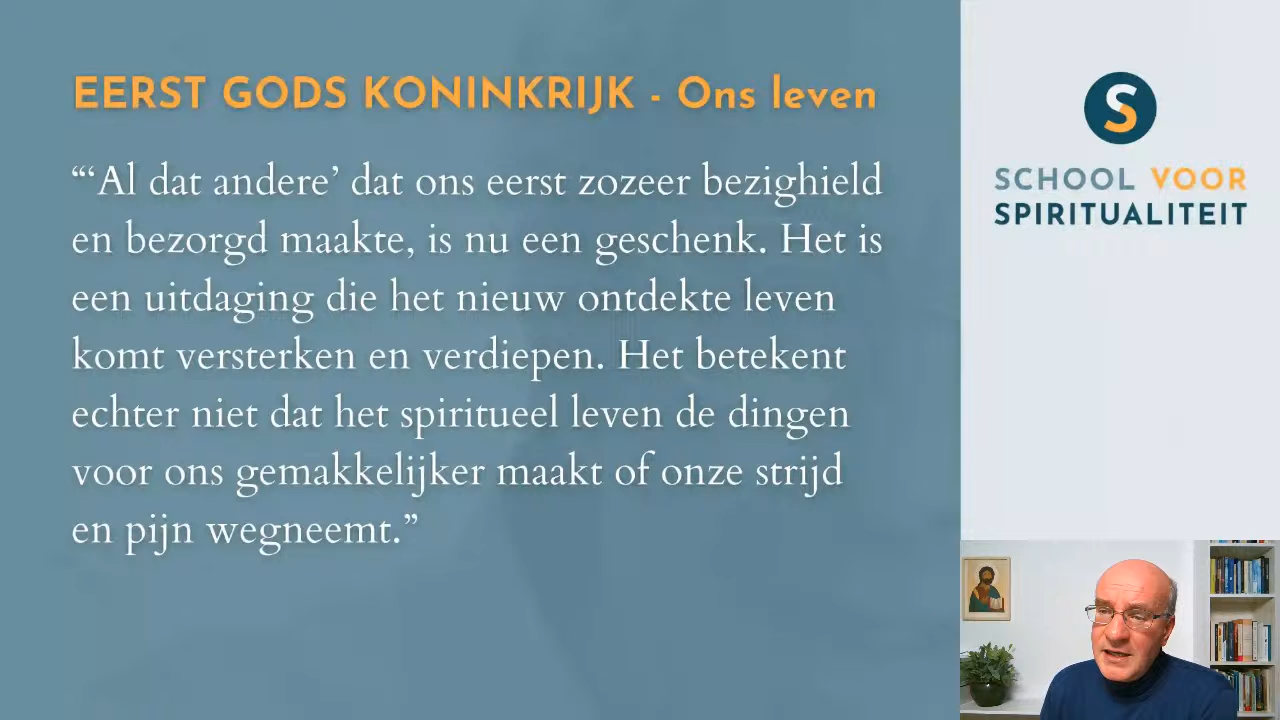 EERST GODS KONINKRIJK - Ons leven
“‘Al dat andere’ dat ons eerst zozeer bezighield
en bezorgd maakte, is nu een geschenk. Het is
een uitdaging die het nieuw ontdekte leven
komt versterken en verdiepen. Het betekent
echter niet dat het spiritueel leven de dingen
voor ons gemakkelijker maakt of onze strijd
en pijn wegneemt.”
S
SCHOOL VOOR
SPIRITUALITEIT